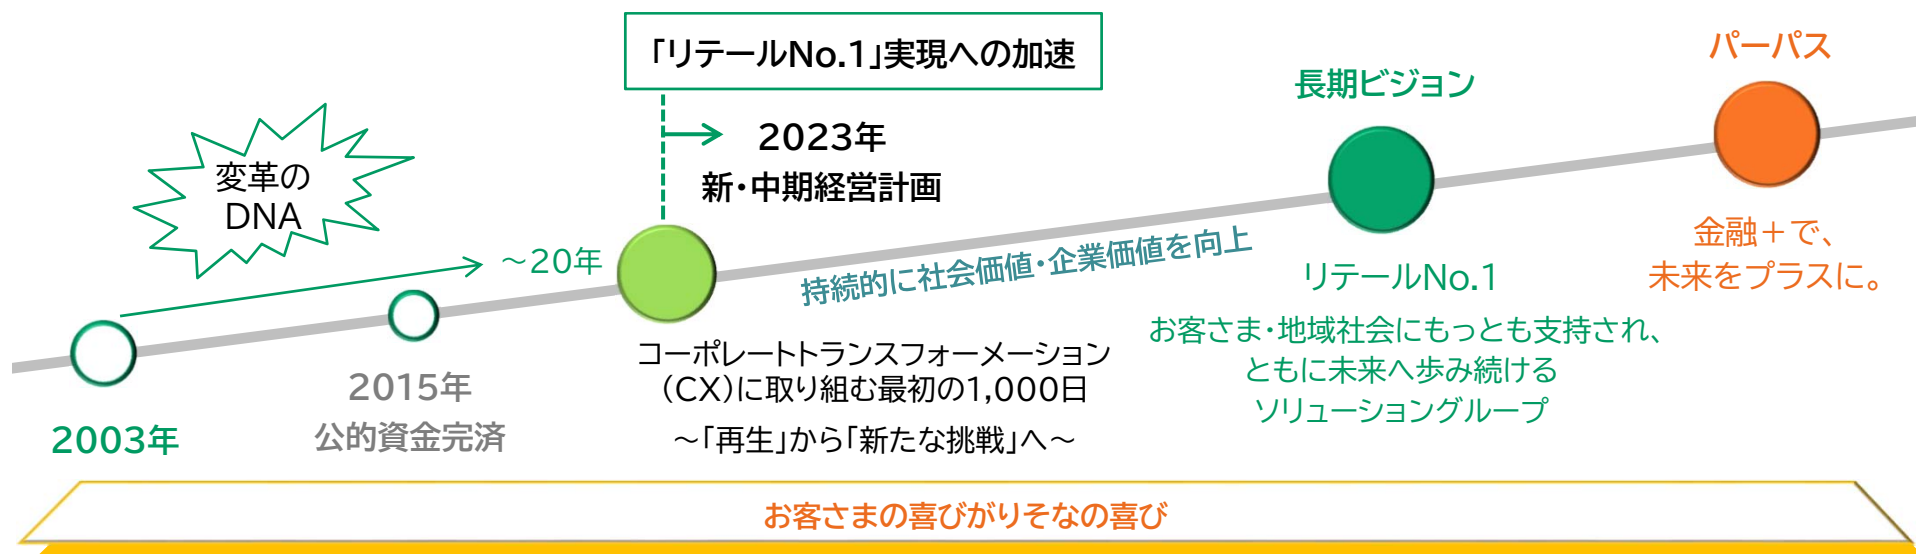 「リテールNo.1」実現への加速
2023年
新・中期経営計画
変革の
DNA
～20年
2003年
2015年
公的資金完済
コーポレートトランスフォーメーション
（CX）に取り組む最初の1,000日
～「再生」から「新たな挑戦」へ～
持続的に社会価値・企業価値を向上
長期ビジョン
リテールNo.1
お客さま・地域社会にもっとも支持され、
ともに未来へ歩み続ける
ソリューショングループ
パーパス
金融＋で、
未来をプラスに。
お客さまの喜びがりそなの喜び